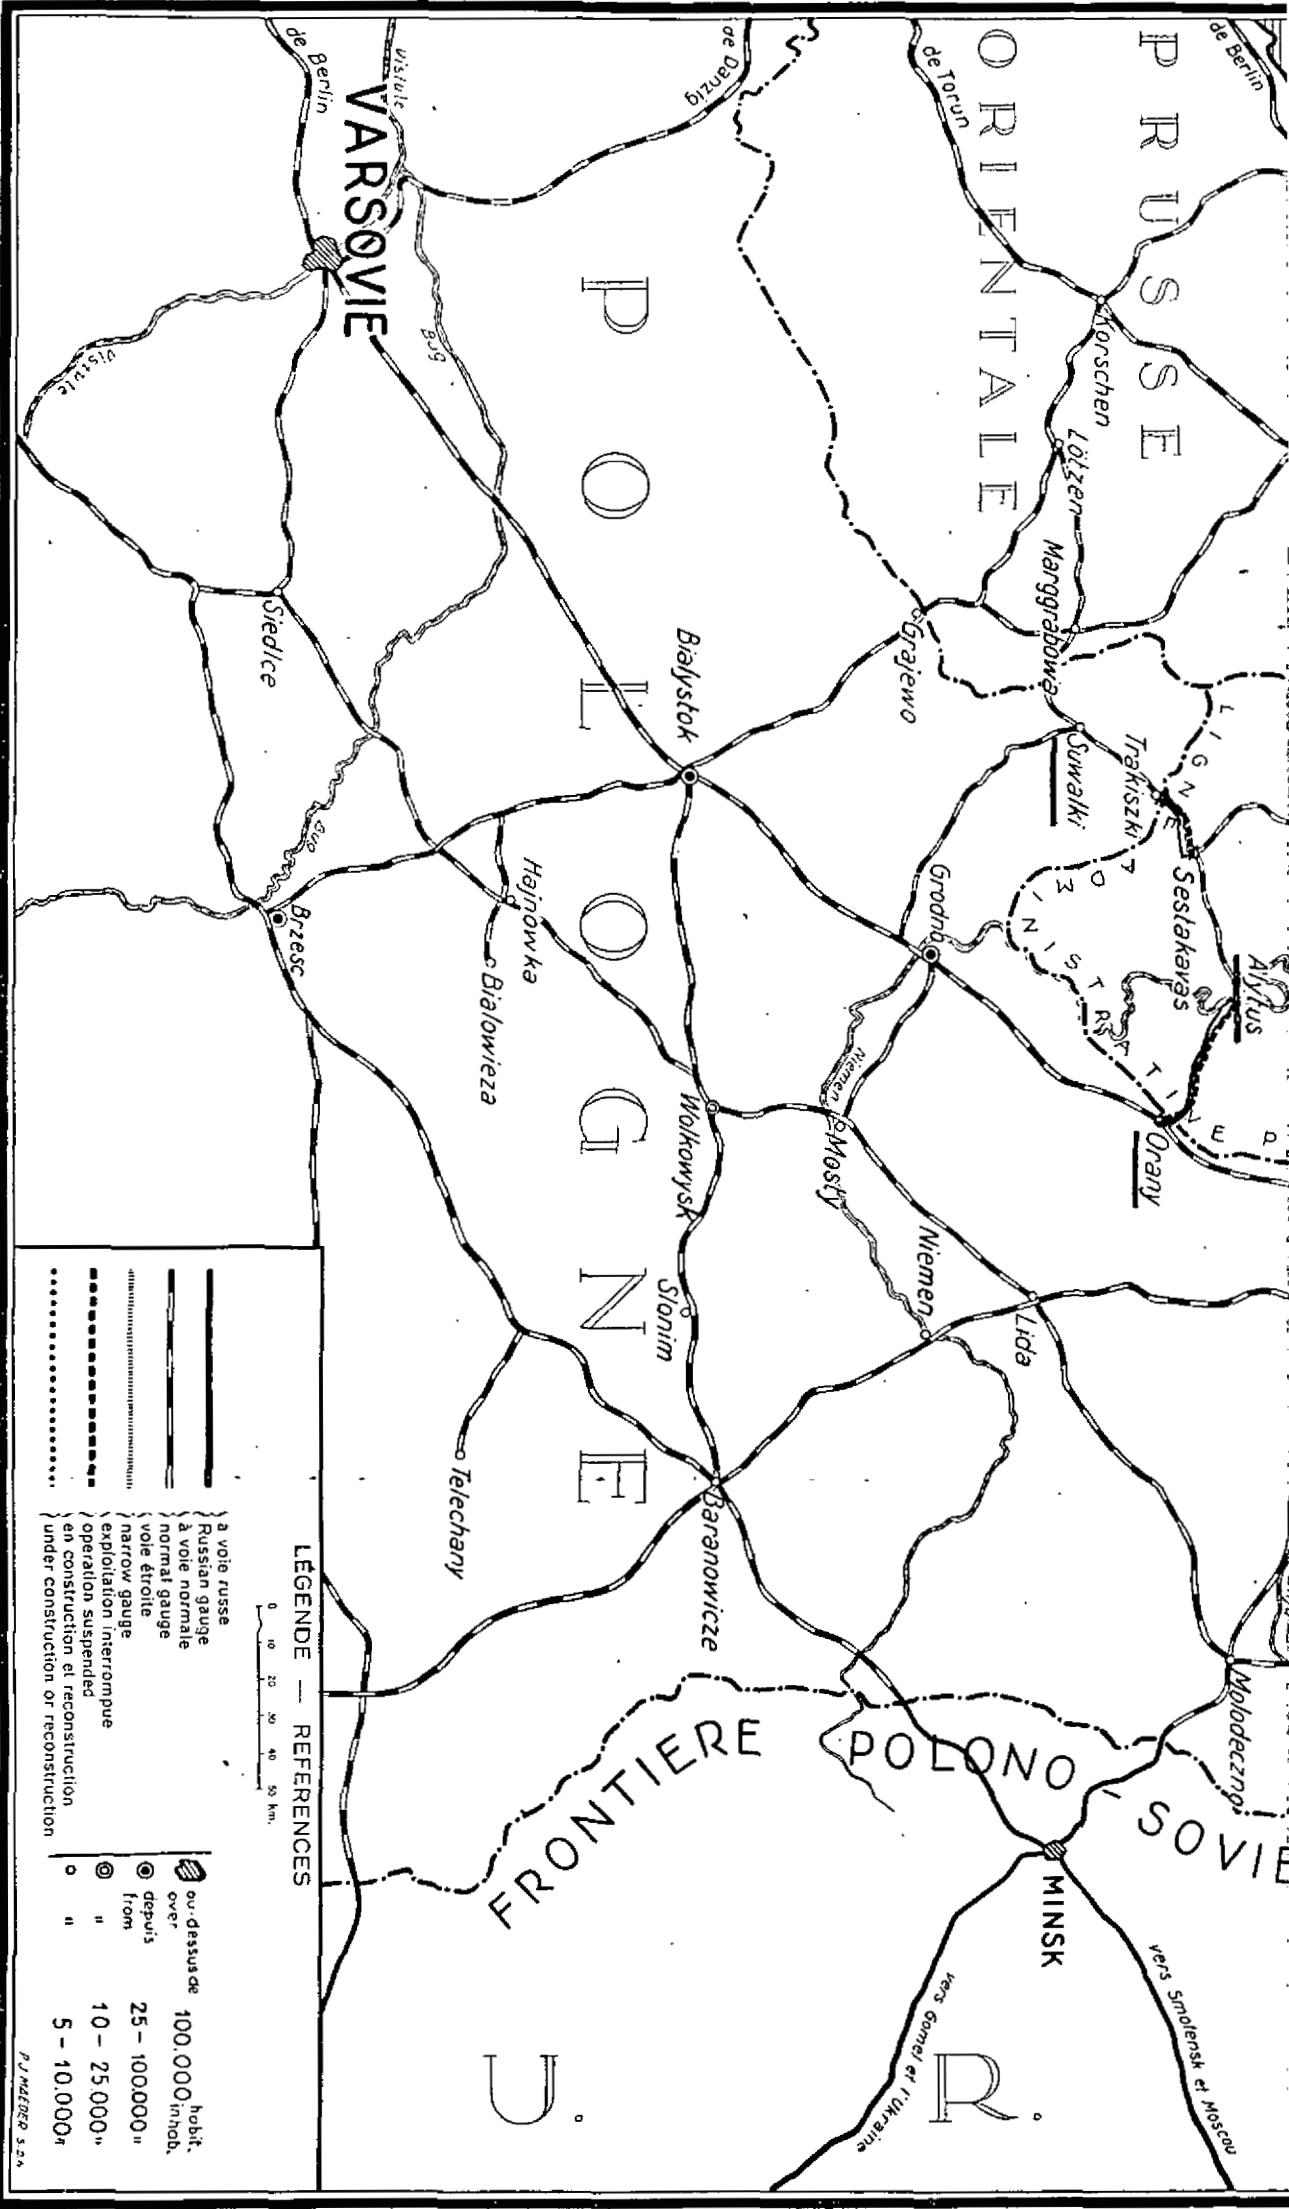 PRUSSE
ORIENTALE
POLOGNE
U.
R.
FRONTIERE POLONO - SOVIE
LIGNE
ADMINISTRATIVE P
de Berlin
de Torun
de Danzig
de Berlin
Vistule
Bug
VARSOVIE
Vistule
Korschen
Lötzen
Marggrabowa
Grajewo
Suwalki
Trakiszki
Sestakavas
Alytus
Orany
Grodno
Bialystok
Siedlce
Bug
Brzesc
Hajnowka
Bialowieza
Wolkowysk
Niemen
Mosty
Niemen
Lida
Slonim
Baranowicze
Telechany
Molodeczno
MINSK
vers Smolensk et Moscou
vers Gomel et l'Ukraine
LÉGENDE — REFERENCES
0 10 20 30 40 50 km.
a voie russe
Russian gauge
à voie normale
normal gauge
voie étroite
narrow gauge
exploitation interrompue
operation suspended
en construction et reconstruction
under construction or reconstruction
au-dessus de 100.000 habit.
over inhab.
depuis 25 - 100.000 "
from
" 10 - 25.000 "
" 5 - 10.000 "
P.J. MAEDER S.D.N